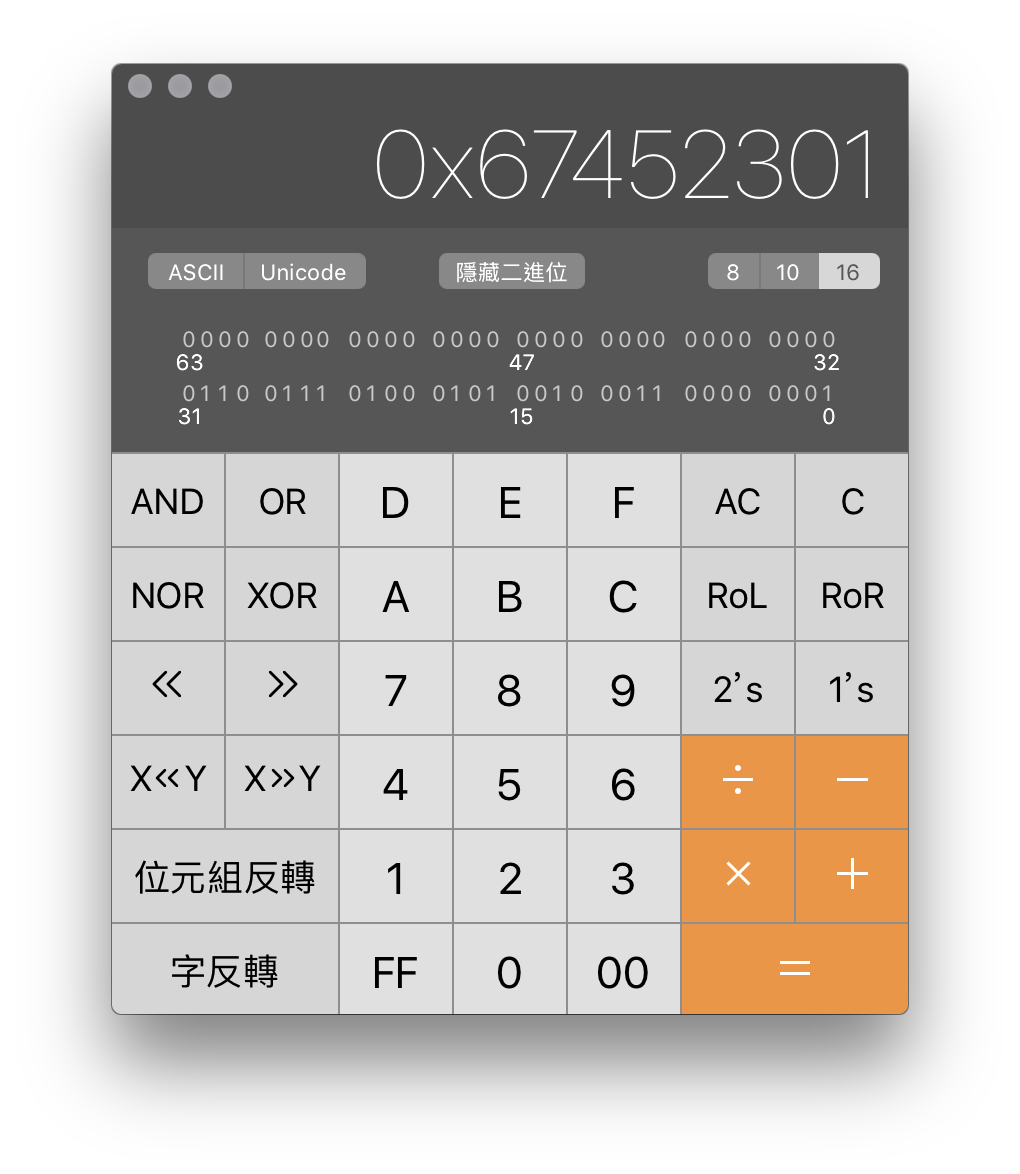 0x67452301
ASCII Unicode 隱藏二進位 8 10 16
0000 0000 0000 0000 0000 0000 0000 0000
63 47 32
0110 0111 0100 0101 0010 0011 0000 0001
31 15 0
AND OR D E F AC C
NOR XOR A B C RoL RoR
« » 7 8 9 2’s 1’s
X«Y X»Y 4 5 6 ÷ −
位元組反轉 1 2 3 × +
字反轉 FF 0 00 =